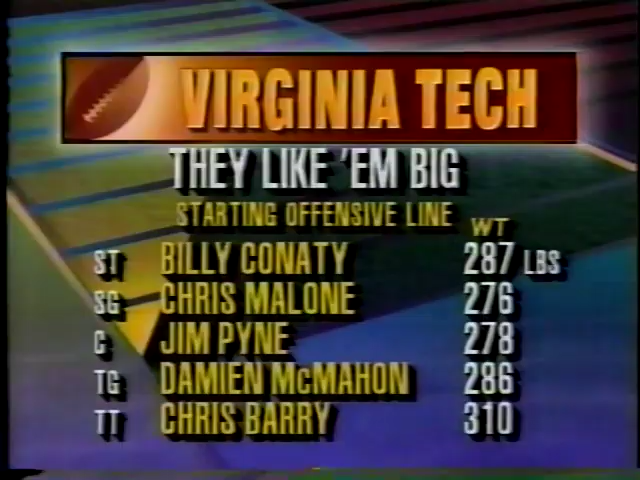 VIRGINIA TECH
THEY LIKE 'EM BIG
STARTING OFFENSIVE LINE WT
ST BILLY CONATY 287 LBS
SG CHRIS MALONE 276
C JIM PYNE 278
TG DAMIEN McMAHON 286
TT CHRIS BARRY 310